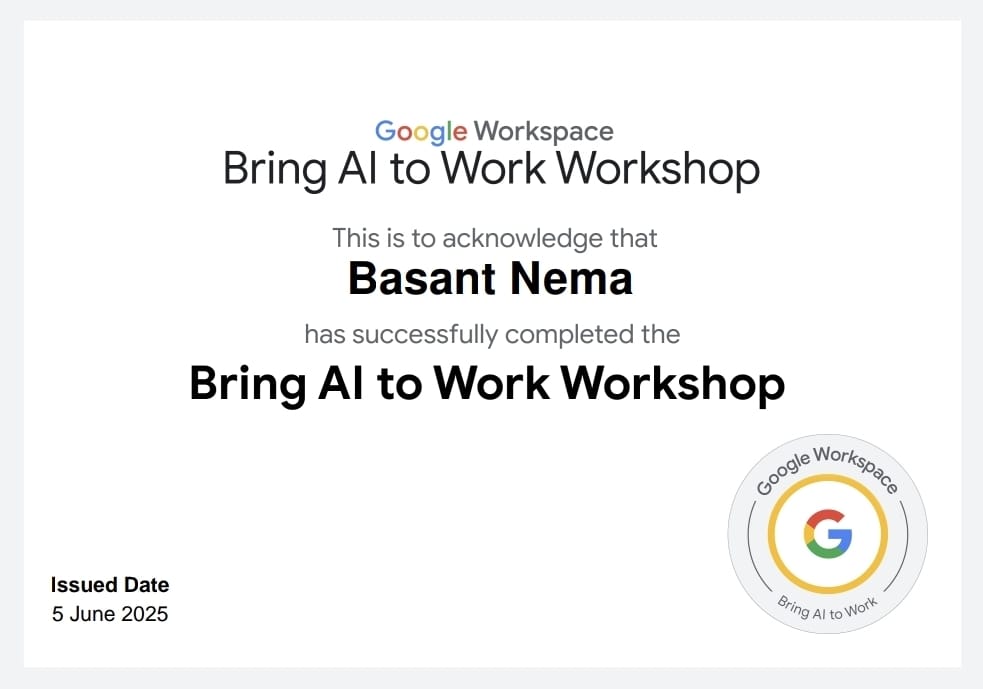 Google Workspace
Bring AI to Work Workshop
This is to acknowledge that
Basant Nema
has successfully completed the
Bring AI to Work Workshop
Google Workspace
G
Bring AI to Work
Issued Date
5 June 2025